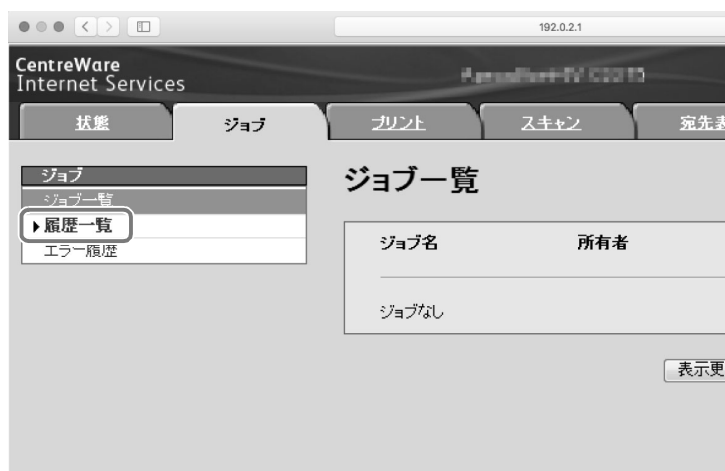 192.0.2.1
CentreWare
Internet Services
状態
ジョブ
プリント
スキャン
宛先表
ジョブ
ジョブ一覧
履歴一覧
エラー履歴
ジョブ一覧
ジョブ名 所有者
ジョブなし
表示更